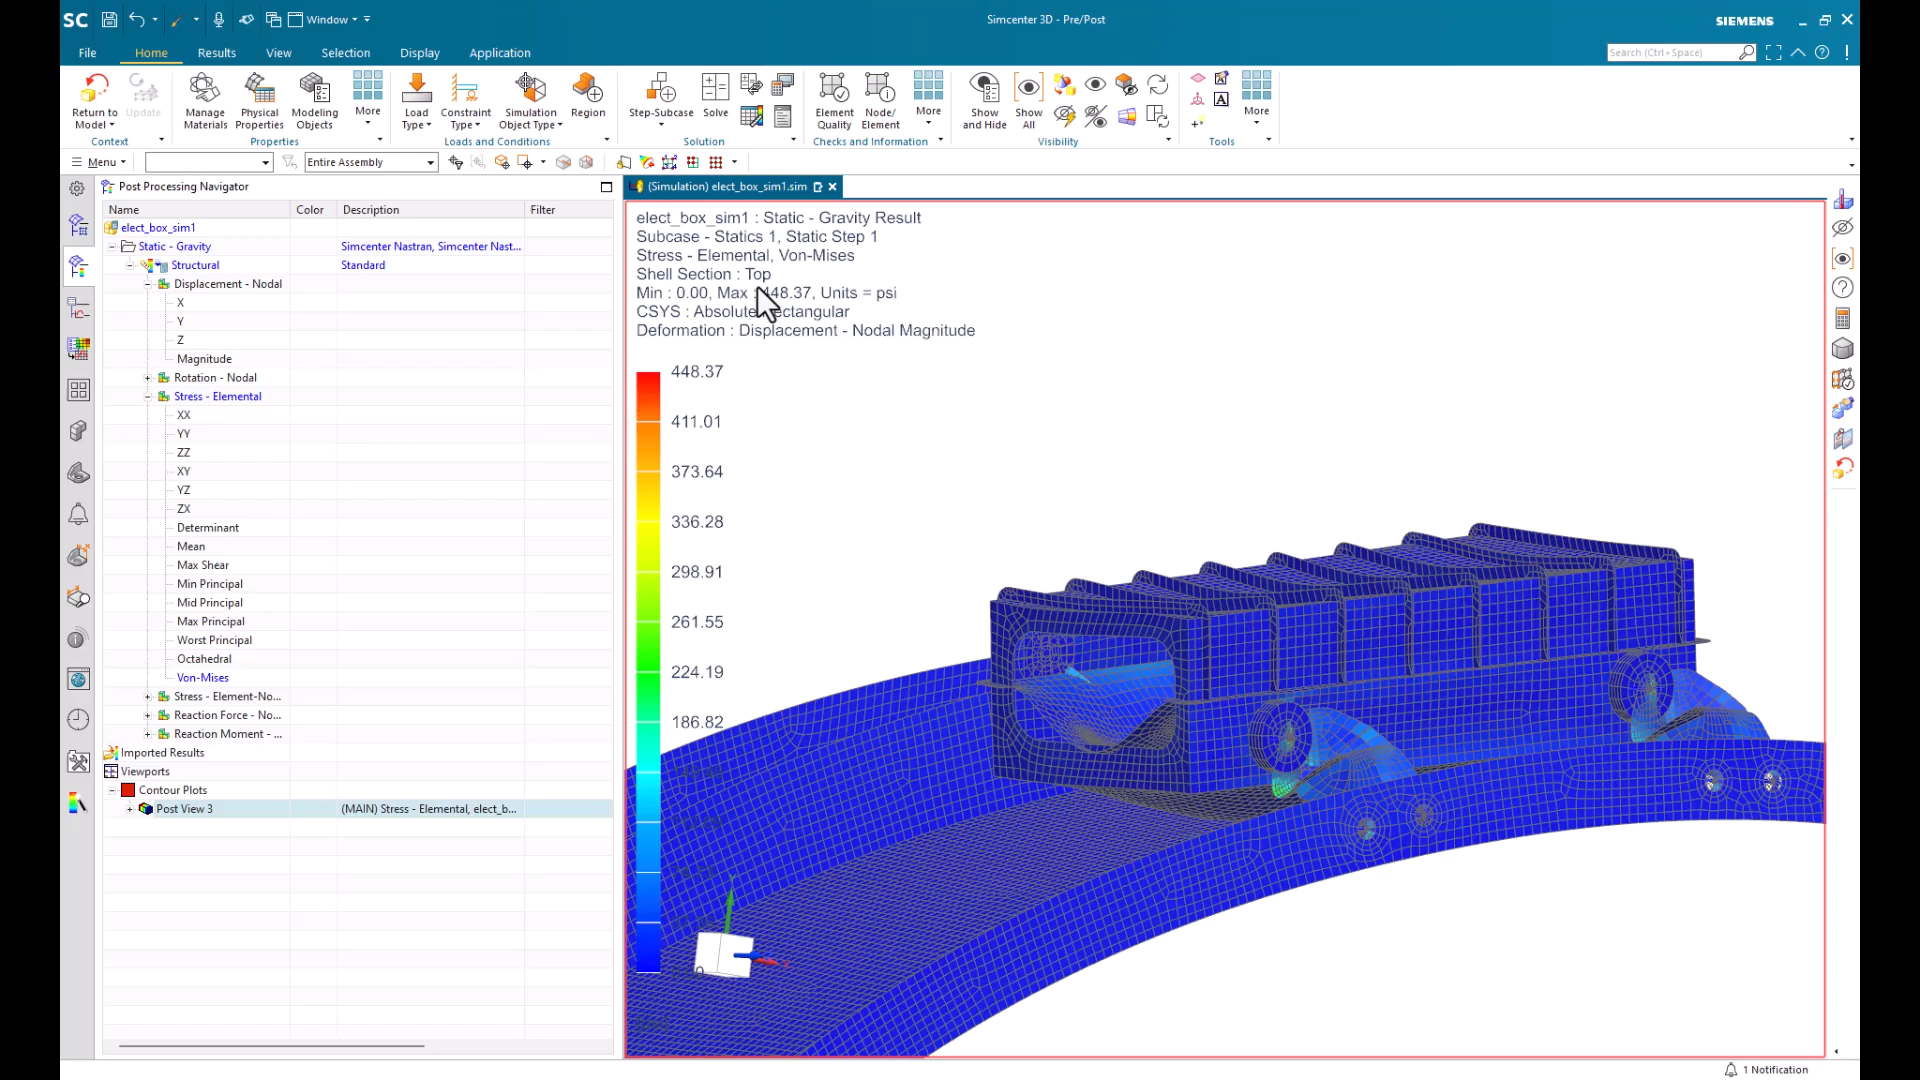 SC Window Simcenter 3D - Pre/Post SIEMENS
File Home Results View Selection Display Application Search (Ctrl+Space)
Return to Model Update Manage Materials Physical Properties Modeling Objects More Load Type Constraint Type Simulation Object Type Region Step-Subcase Solve Element Quality Node/ Element More Show and Hide Show All More
Context Properties Loads and Conditions Solution Checks and Information Visibility Tools
Menu Entire Assembly
Post Processing Navigator
(Simulation) elect_box_sim1.sim
Name Color Description Filter
elect_box_sim1
Static - Gravity Simcenter Nastran, Simcenter Nast...
Structural Standard
Displacement - Nodal
X
Y
Z
Magnitude
Rotation - Nodal
Stress - Elemental
XX
YY
ZZ
XY
YZ
ZX
Determinant
Mean
Max Shear
Min Principal
Mid Principal
Max Principal
Worst Principal
Octahedral
Von-Mises
Stress - Element-No...
Reaction Force - No...
Reaction Moment - ...
Imported Results
Viewports
Contour Plots
Post View 3 (MAIN) Stress - Elemental, elect_b...
elect_box_sim1 : Static - Gravity Result
Subcase - Statics 1, Static Step 1
Stress - Elemental, Von-Mises
Shell Section : Top
Min : 0.00, Max : 448.37, Units = psi
CSYS : Absolute Rectangular
Deformation : Displacement - Nodal Magnitude
448.37
411.01
373.64
336.28
298.91
261.55
224.19
186.82
1 Notification